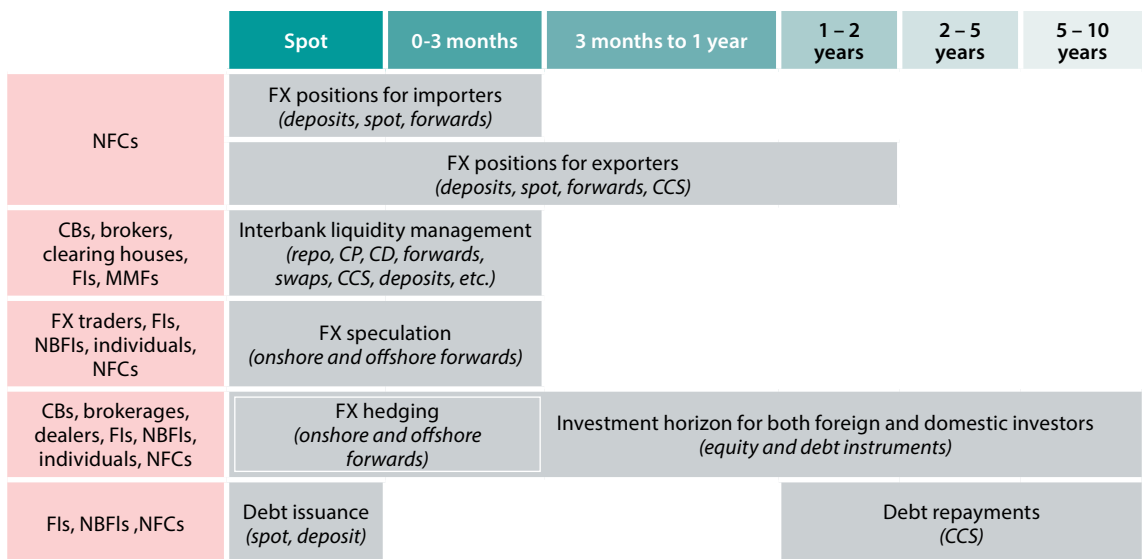 Spot
0-3 months
3 months to 1 year
1 – 2
years
2 – 5
years
5 – 10
years
NFCs
FX positions for importers
(deposits, spot, forwards)
FX positions for exporters
(deposits, spot, forwards, CCS)
CBs, brokers,
clearing houses,
FIs, MMFs
Interbank liquidity management
(repo, CP, CD, forwards,
swaps, CCS, deposits, etc.)
FX traders, FIs,
NBFIs, individuals,
NFCs
FX speculation
(onshore and offshore forwards)
CBs, brokerages,
dealers, FIs, NBFIs,
individuals, NFCs
FX hedging
(onshore and offshore
forwards)
Investment horizon for both foreign and domestic investors
(equity and debt instruments)
FIs, NBFIs ,NFCs
Debt issuance
(spot, deposit)
Debt repayments
(CCS)